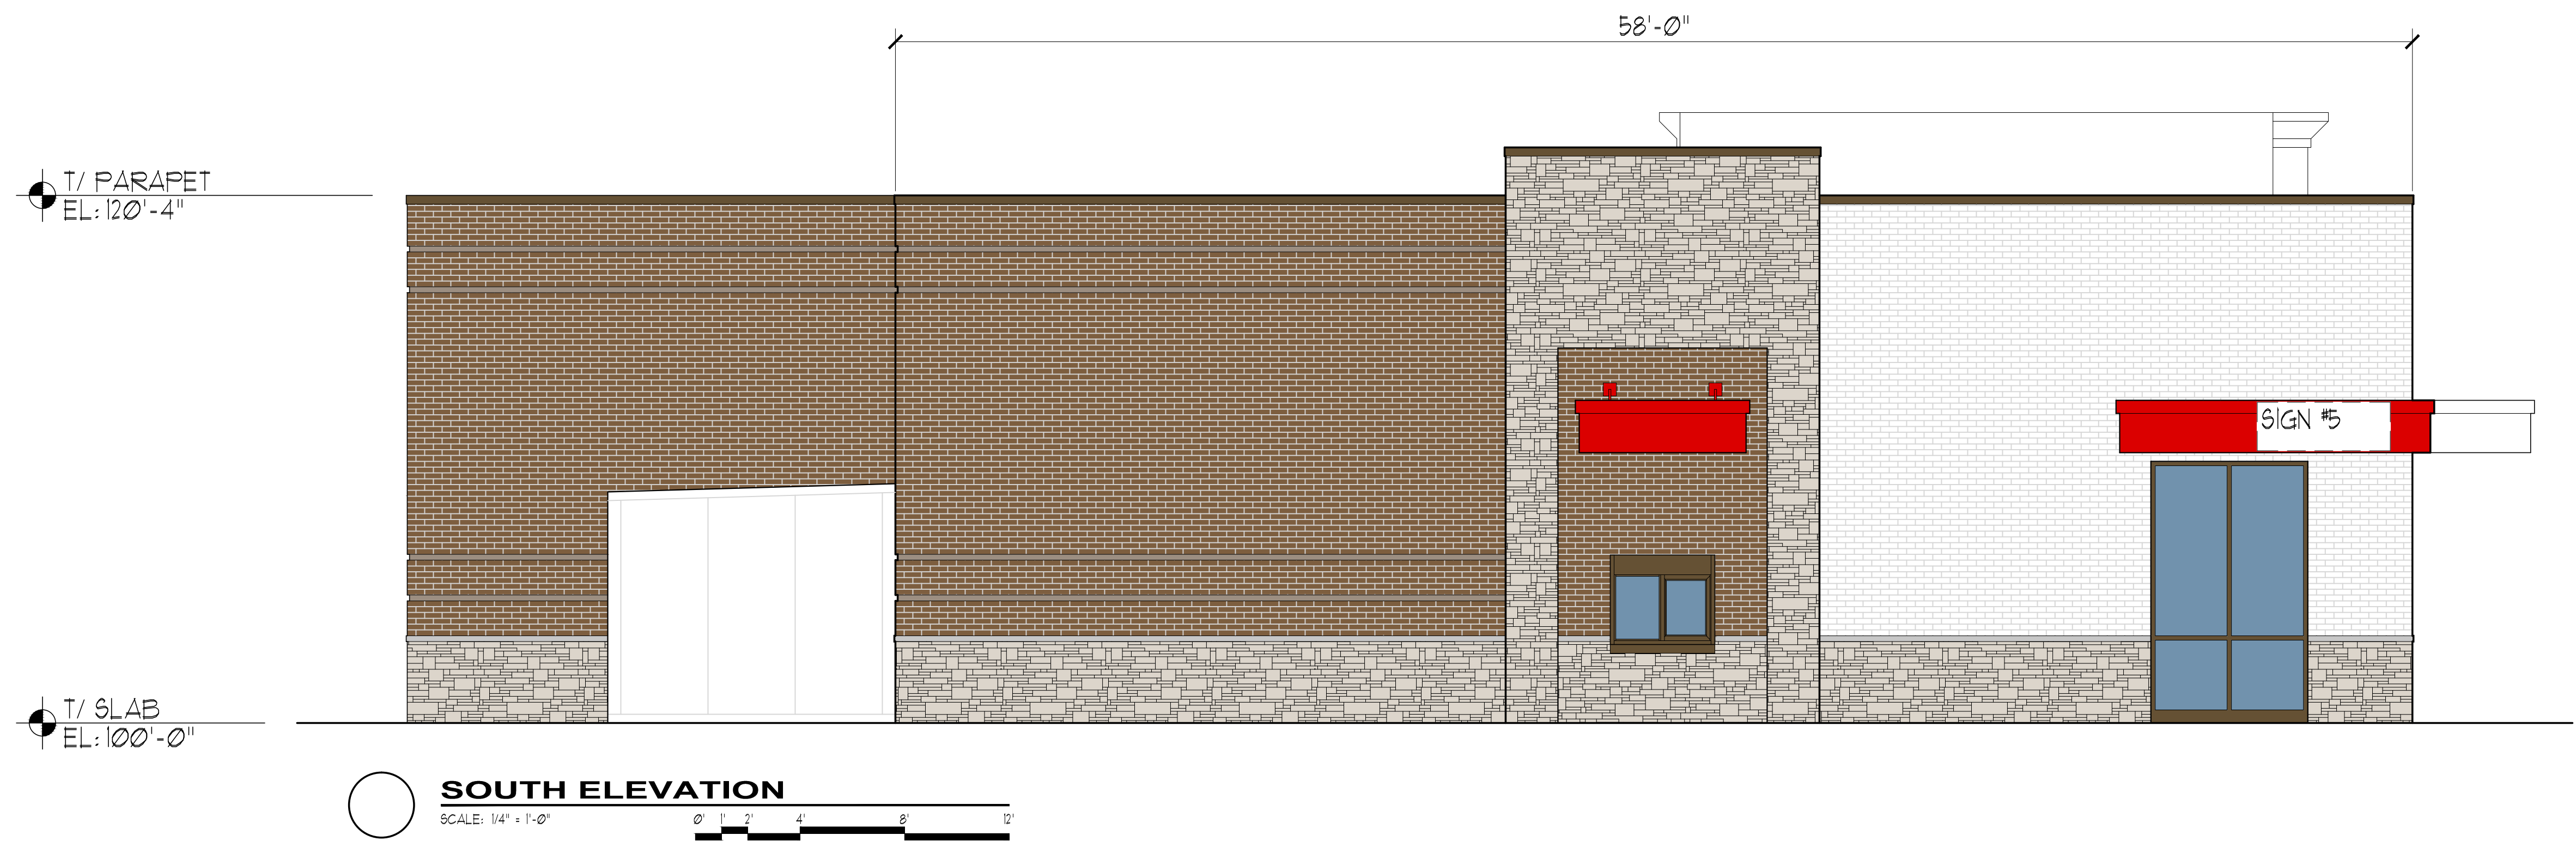 58'-0"
T/ PARAPET
EL: 120'-4"
SIGN #5
T/ SLAB
EL: 100'-0"
SOUTH ELEVATION
SCALE: 1/4" = 1'-0"
0' 1' 2' 4' 8' 12'